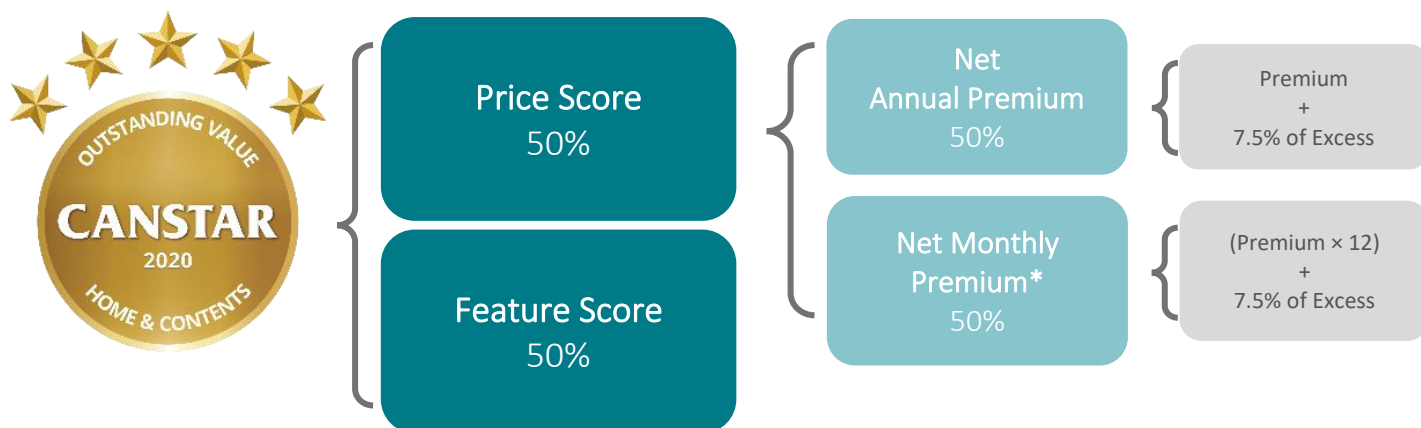 OUTSTANDING VALUE
CANSTAR
2020
HOME & CONTENTS
Price Score
50%
Feature Score
50%
Net
Annual Premium
50%
Net Monthly
Premium*
50%
Premium
+
7.5% of Excess
(Premium × 12)
+
7.5% of Excess